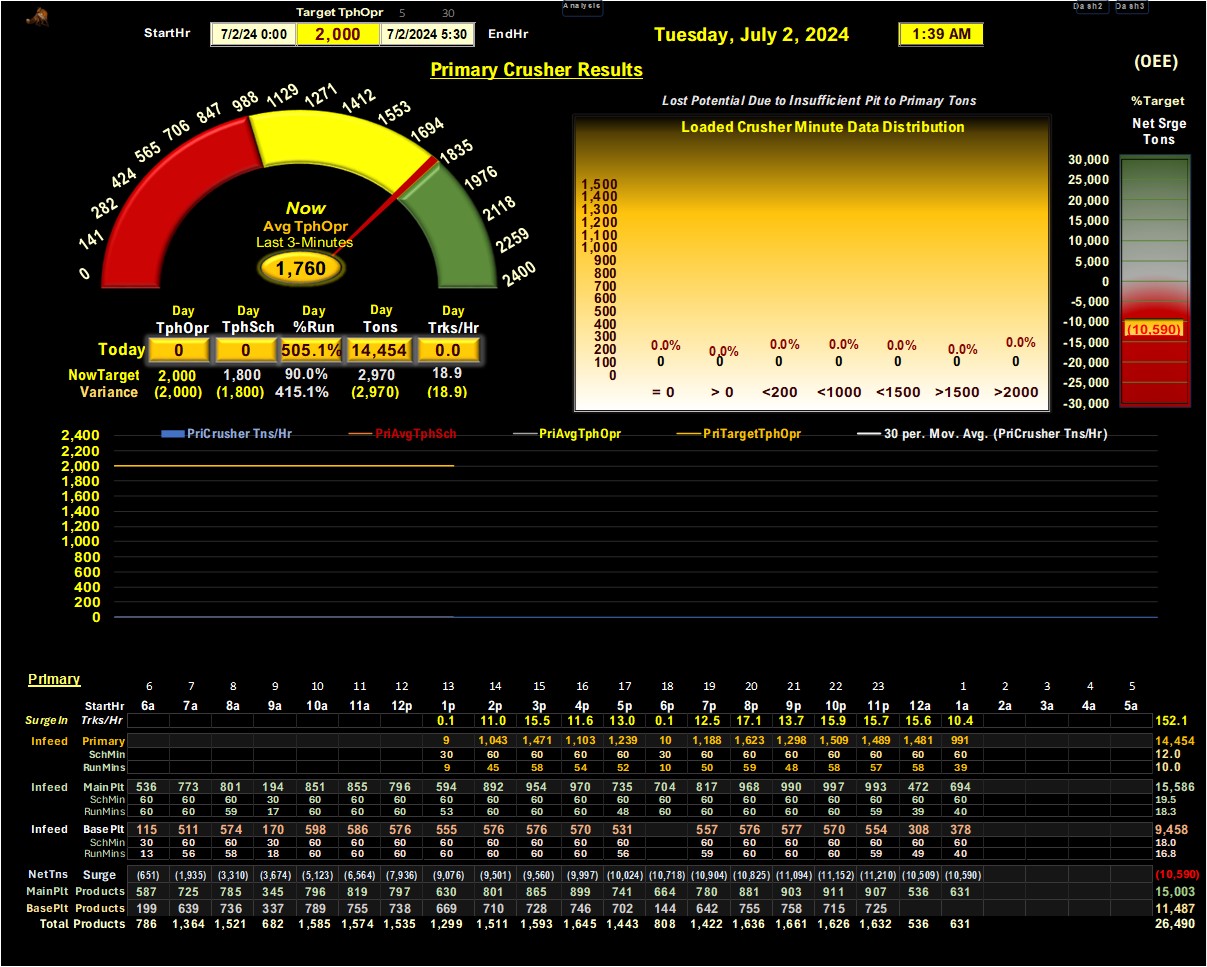 Analysis
Dash2 Dash3
Target TphOpr 5 30
StartHr 7/2/24 0:00 2,000 7/2/2024 5:30 EndHr
Tuesday, July 2, 2024
1:39 AM
Primary Crusher Results
(OEE)
%Target
Net Srge
Tons
0 141 282 424 565 706 847 988 1129 1271 1412 1553 1694 1835 1976 2118 2259 2400
Now
Avg TphOpr
Last 3-Minutes
1,760
Lost Potential Due to Insufficient Pit to Primary Tons
Loaded Crusher Minute Data Distribution
1,500
1,400
1,300
1,200
1,100
1,000
900
800
700
600
500
400
300
200
100
0
0.0% 0.0% 0.0% 0.0% 0.0% 0.0% 0.0%
0 0 0 0 0 0 0
= 0 > 0 <200 <1000 <1500 >1500 >2000
30,000
25,000
20,000
15,000
10,000
5,000
0
-5,000
-10,000
(10,590)
-15,000
-20,000
-25,000
-30,000
Day Day Day Day Day
TphOpr TphSch %Run Tons Trks/Hr
Today 0 0 505.1% 14,454 0.0
NowTarget 2,000 1,800 90.0% 2,970 18.9
Variance (2,000) (1,800) 415.1% (2,970) (18.9)
PriCrusher Tns/Hr PriAvgTphSch PriAvgTphOpr PriTargetTphOpr 30 per. Mov. Avg. (PriCrusher Tns/Hr)
2,400
2,200
2,000
1,800
1,600
1,400
1,200
1,000
800
600
400
200
0
Primary
6 7 8 9 10 11 12 13 14 15 16 17 18 19 20 21 22 23 1 2 3 4 5
StartHr 6a 7a 8a 9a 10a 11a 12p 1p 2p 3p 4p 5p 6p 7p 8p 9p 10p 11p 12a 1a 2a 3a 4a 5a
SurgeIn Trks/Hr 0.1 11.0 15.5 11.6 13.0 0.1 12.5 17.1 13.7 15.9 15.7 15.6 10.4 152.1
Infeed Primary 9 1,043 1,471 1,103 1,239 10 1,188 1,623 1,298 1,509 1,489 1,481 991 14,454
SchMin 30 60 60 60 60 30 60 60 60 60 60 60 60 12.0
RunMins 9 45 58 54 52 10 50 59 48 58 57 58 39 10.0
Infeed MainPlt 536 773 801 194 851 855 796 594 892 954 970 735 704 817 968 990 997 993 472 694 15,586
SchMin 60 60 60 30 60 60 60 60 60 60 60 60 60 60 60 60 60 60 60 60 19.5
RunMins 60 60 59 17 60 60 60 53 60 60 60 48 60 60 60 60 60 59 39 40 18.3
Infeed BasePlt 115 511 574 170 598 586 576 555 576 576 570 531 557 576 577 570 554 308 378 9,458
SchMin 30 60 60 30 60 60 60 60 60 60 60 60 60 60 60 60 60 60 60 18.0
RunMins 13 56 58 18 60 60 60 60 60 60 60 56 59 60 60 60 59 49 40 16.8
NetTns Surge (651) (1,935) (3,310) (3,674) (5,123) (6,564) (7,936) (9,076) (9,501) (9,560) (9,997) (10,024) (10,718) (10,904) (10,825) (11,094) (11,152) (11,210) (10,509) (10,590) (10,590)
MainPlt Products 587 725 785 345 796 819 797 630 801 865 899 741 664 780 881 903 911 907 536 631 15,003
BasePlt Products 199 639 736 337 789 755 738 669 710 728 746 702 144 642 755 758 715 725 11,487
Total Products 786 1,364 1,521 682 1,585 1,574 1,535 1,299 1,511 1,593 1,645 1,443 808 1,422 1,636 1,661 1,626 1,632 536 631 26,490